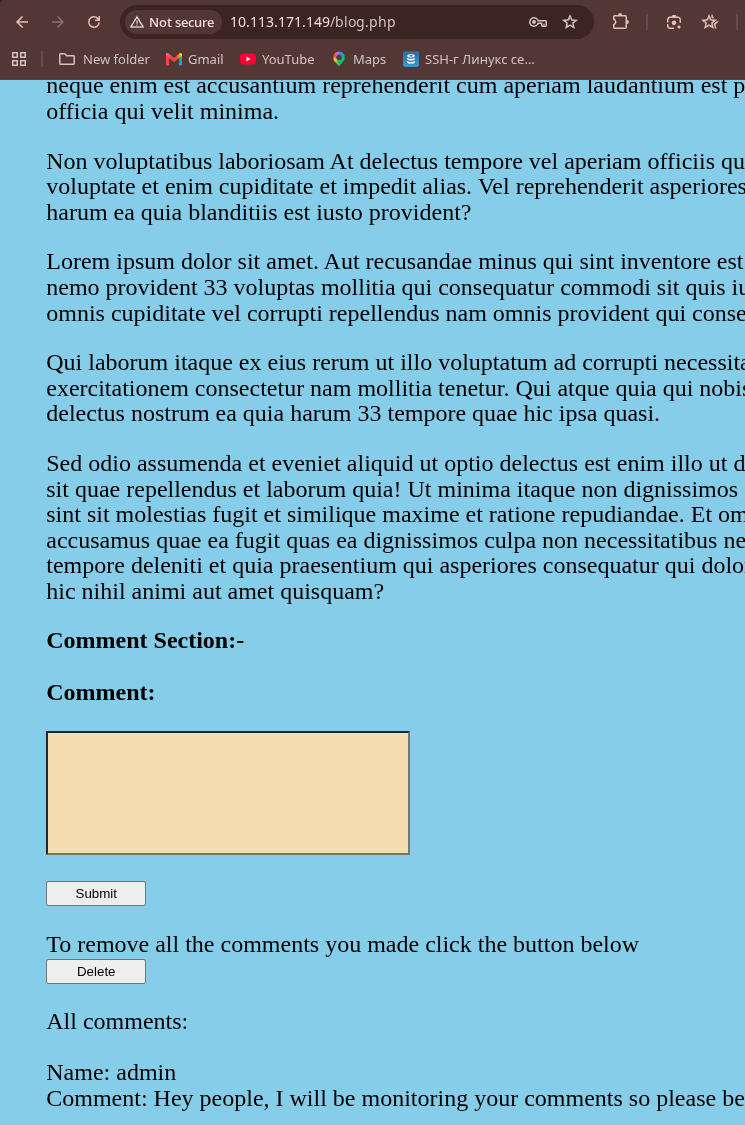 Not secure 10.113.171.149/blog.php
New folder Gmail YouTube Maps SSH-г Линукс се...
neque enim est accusantium reprehenderit cum aperiam laudantium est
officia qui velit minima.
Non voluptatibus laboriosam At delectus tempore vel aperiam officiis
voluptate et enim cupiditate et impedit alias. Vel reprehenderit asperiores
harum ea quia blanditiis est iusto provident?
Lorem ipsum dolor sit amet. Aut recusandae minus qui sint inventore est
nemo provident 33 voluptas mollitia qui consequatur commodi sit quis
omnis cupiditate vel corrupti repellendus nam omnis provident qui
Qui laborum itaque ex eius rerum ut illo voluptatum ad corrupti
exercitationem consectetur nam mollitia tenetur. Qui atque quia qui
delectus nostrum ea quia harum 33 tempore quae hic ipsa quasi.
Sed odio assumenda et eveniet aliquid ut optio delectus est enim illo ut
sit quae repellendus et laborum quia! Ut minima itaque non dignissimos
sint sit molestias fugit et similique maxime et ratione repudiandae. Et
accusamus quae ea fugit quas ea dignissimos culpa non necessitatibus
tempore deleniti et quia praesentium qui asperiores consequatur qui
hic nihil animi aut amet quisquam?
Comment Section:-
Comment:
Submit
To remove all the comments you made click the button below
Delete
All comments:
Name: admin
Comment: Hey people, I will be monitoring your comments so please be